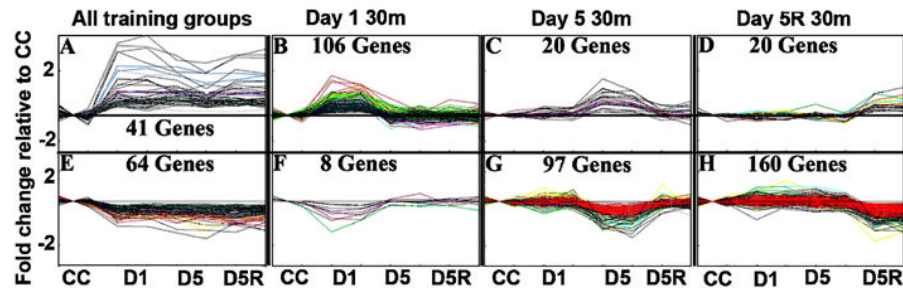 All training groups Day 1 30m Day 5 30m Day 5R 30m
Fold change relative to CC
A B C D
106 Genes 20 Genes 20 Genes
2
41 Genes
-2
E F G H
64 Genes 8 Genes 97 Genes 160 Genes
2
-2
CC D1 D5 D5R CC D1 D5 D5R CC D1 D5 D5R CC D1 D5 D5R